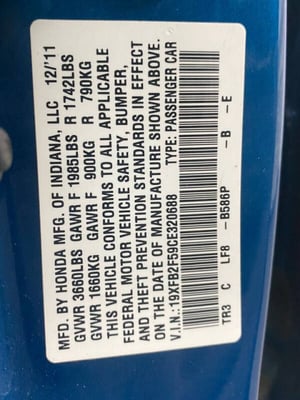 MFD. BY HONDA MFG. OF INDIANA, LLC 12/'11
GVWR 3660LBS GAWR F 1985LBS R 1742LBS
GVWR 1660KG GAWR F 900KG R 790KG
THIS VEHICLE CONFORMS TO ALL APPLICABLE
FEDERAL MOTOR VEHICLE SAFETY, BUMPER,
AND THEFT PREVENTION STANDARDS IN EFFECT
ON THE DATE OF MANUFACTURE SHOWN ABOVE.
V.I.N.:19XFB2F59CE320688 TYPE: PASSENGER CAR
TR3 C LF8 -B586P -B -E